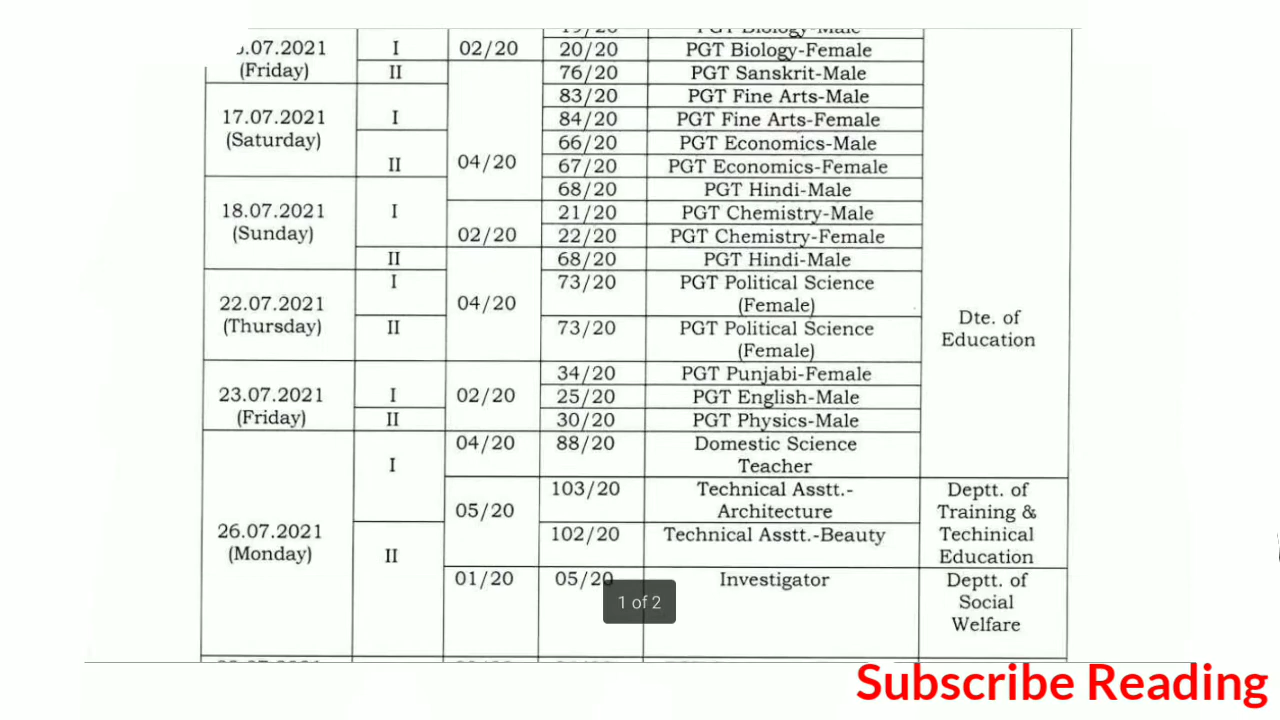 19/20 PGT Biology-Male
.07.2021 I 02/20 20/20 PGT Biology-Female
(Friday) II 76/20 PGT Sanskrit-Male
83/20 PGT Fine Arts-Male
17.07.2021 I 84/20 PGT Fine Arts-Female
(Saturday) 66/20 PGT Economics-Male
II 04/20 67/20 PGT Economics-Female
68/20 PGT Hindi-Male
18.07.2021 I 21/20 PGT Chemistry-Male
(Sunday) 02/20 22/20 PGT Chemistry-Female
II 68/20 PGT Hindi-Male
I 73/20 PGT Political Science
22.07.2021 04/20 (Female)
(Thursday) II 73/20 PGT Political Science
(Female)
Dte. of
Education
34/20 PGT Punjabi-Female
23.07.2021 I 02/20 25/20 PGT English-Male
(Friday) II 30/20 PGT Physics-Male
04/20 88/20 Domestic Science
I Teacher
103/20 Technical Asstt.- Deptt. of
05/20 Architecture Training &
26.07.2021 102/20 Technical Asstt.-Beauty Techinical
(Monday) II Education
01/20 05/20 Investigator Deptt. of
1 of 2 Social
Welfare
Subscribe Reading